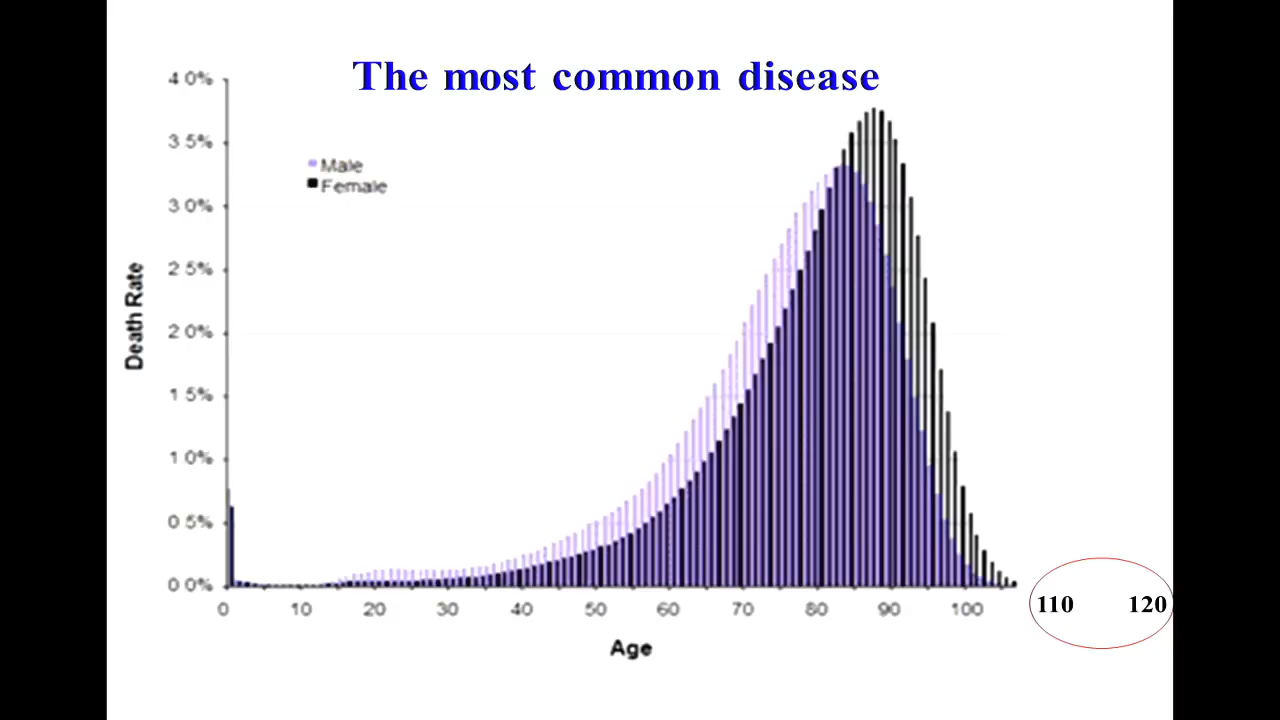 The most common disease
4.0%
3.5%
3.0%
2.5%
2.0%
1.5%
1.0%
0.5%
0.0%
Death Rate
Male
Female
0 10 20 30 40 50 60 70 80 90 100 110 120
Age